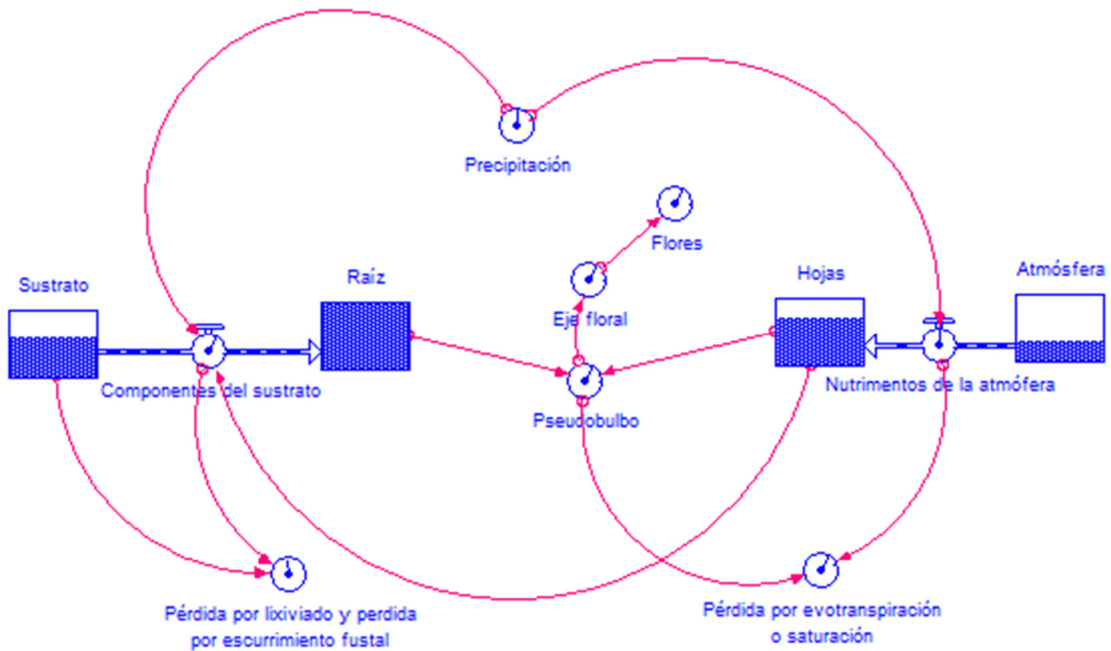 Precipitación
Flores
Sustrato
Raíz
Eje floral
Hojas
Atmósfera
Componentes del sustrato
Pseudobulbo
Nutrimentos de la atmófera
Pérdida por lixiviado y perdida
por escurrimiento fustal
Pérdida por evotranspiración
o saturación